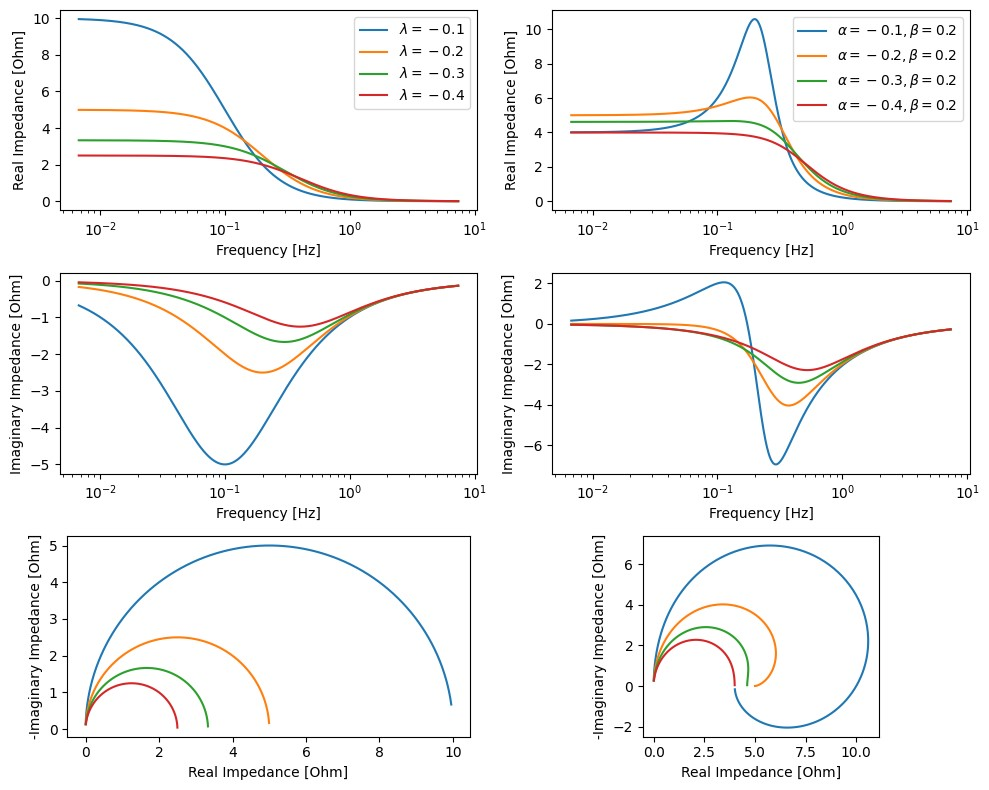 Real Impedance [Ohm]
10
8
6
4
2
0
λ = −0.1
λ = −0.2
λ = −0.3
λ = −0.4
10⁻² 10⁻¹ 10⁰ 10¹
Frequency [Hz]
Real Impedance [Ohm]
10
8
6
4
2
0
α = −0.1, β = 0.2
α = −0.2, β = 0.2
α = −0.3, β = 0.2
α = −0.4, β = 0.2
10⁻² 10⁻¹ 10⁰ 10¹
Frequency [Hz]
Imaginary Impedance [Ohm]
0
−1
−2
−3
−4
−5
10⁻² 10⁻¹ 10⁰ 10¹
Frequency [Hz]
Imaginary Impedance [Ohm]
2
0
−2
−4
−6
10⁻² 10⁻¹ 10⁰ 10¹
Frequency [Hz]
-Imaginary Impedance [Ohm]
5
4
3
2
1
0
0 2 4 6 8 10
Real Impedance [Ohm]
-Imaginary Impedance [Ohm]
6
4
2
0
−2
0.0 2.5 5.0 7.5 10.0
Real Impedance [Ohm]